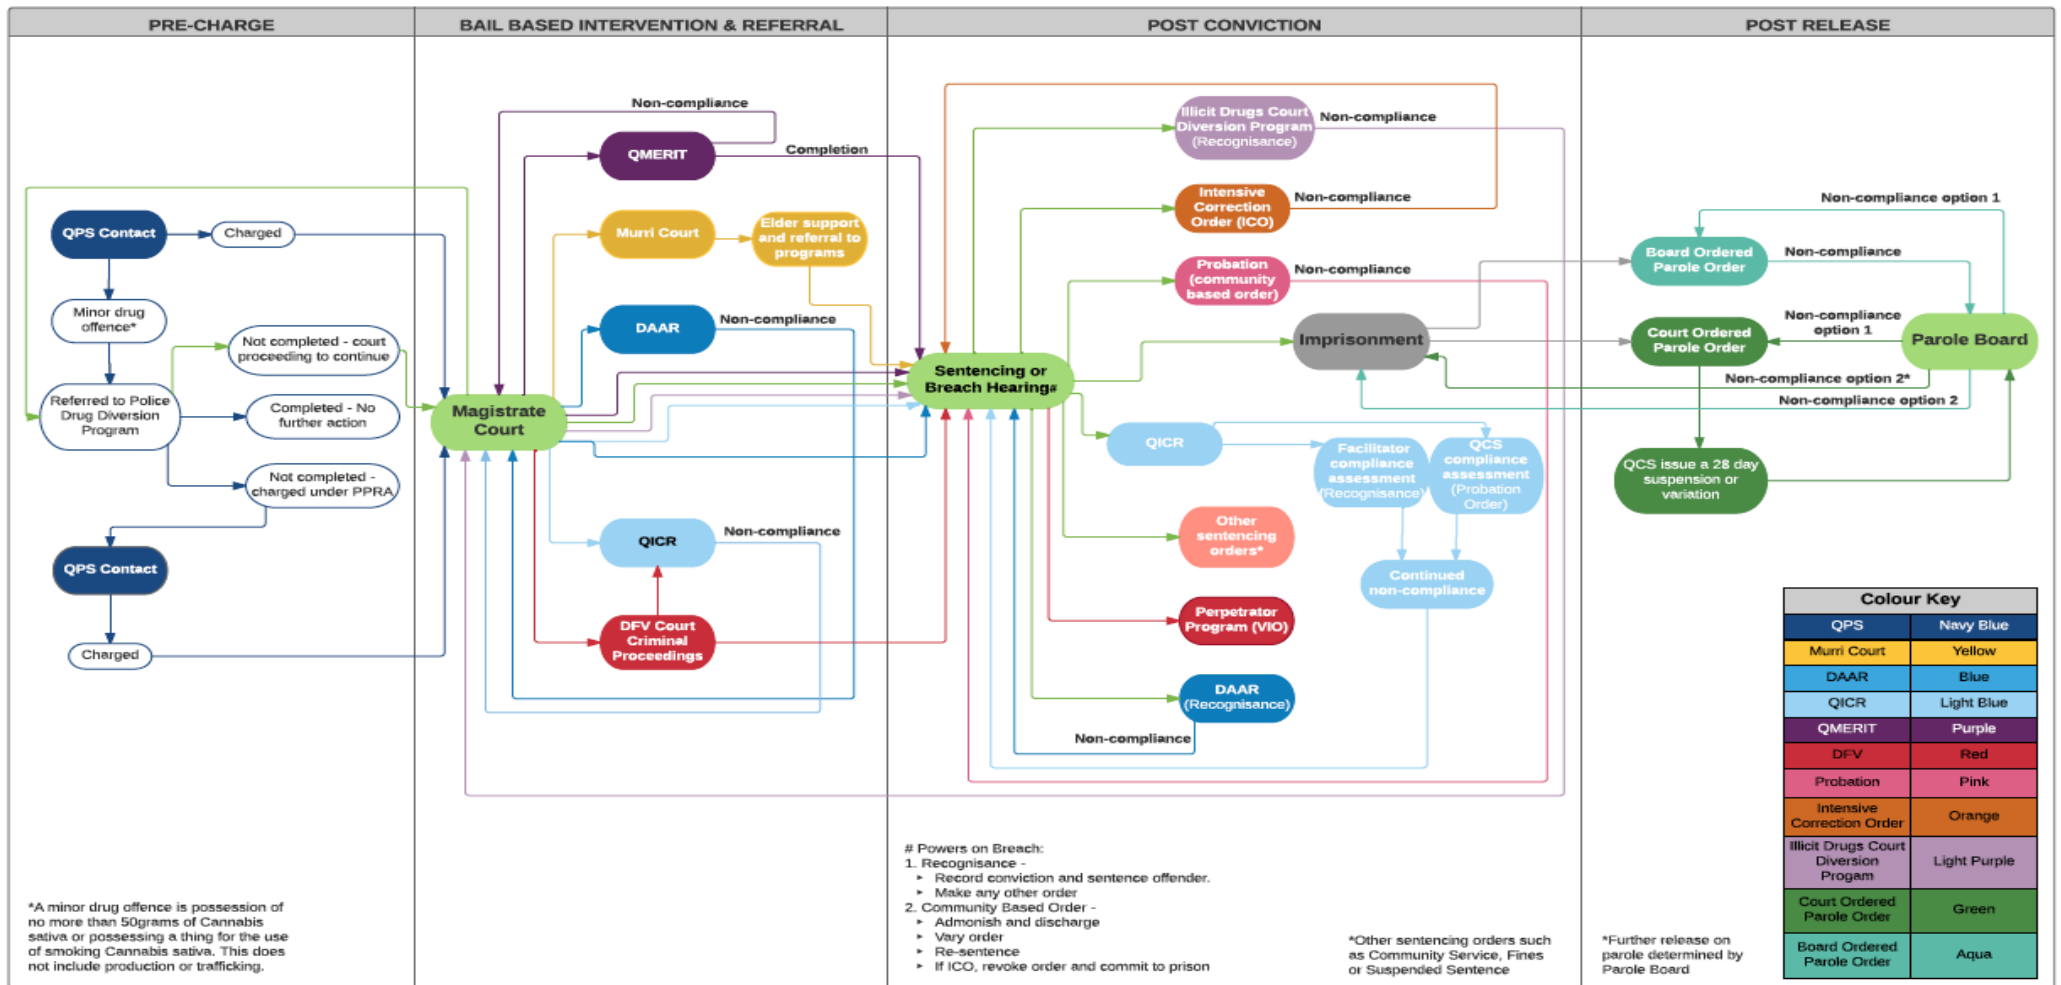 PRE-CHARGE
BAIL BASED INTERVENTION & REFERRAL
POST CONVICTION
POST RELEASE
QPS Contact
Charged
Minor drug
offence*
Not completed - court
proceeding to continue
Referred to Police
Drug Diversion
Program
Completed - No
further action
Not completed -
charged under PPRA
QPS Contact
Charged
*A minor drug offence is possession of
no more than 50grams of Cannabis
sativa or possessing a thing for the use
of smoking Cannabis sativa. This does
not include production or trafficking.
Non-compliance
QMERIT
Completion
Murri Court
Elder support
and referral to
programs
DAAR
Non-compliance
Magistrate
Court
QICR
Non-compliance
DFV Court
Criminal
Proceedings
Illicit Drugs Court
Diversion Program
(Recognisance)
Non-compliance
Intensive
Correction
Order (ICO)
Non-compliance
Probation
(community
based order)
Non-compliance
Imprisonment
Sentencing or
Breach Hearing#
QICR
Facilitator
compliance
assessment
(Recognisance)
QCS
compliance
assessment
(Probation
Order)
Other
sentencing
orders*
Continued
non-compliance
Perpetrator
Program (VIO)
DAAR
(Recognisance)
Non-compliance
# Powers on Breach:
1. Recognisance -
‣ Record conviction and sentence offender.
‣ Make any other order
2. Community Based Order -
‣ Admonish and discharge
‣ Vary order
‣ Re-sentence
‣ If ICO, revoke order and commit to prison
*Other sentencing orders such
as Community Service, Fines
or Suspended Sentence
Non-compliance option 1
Board Ordered
Parole Order
Non-compliance
Court Ordered
Parole Order
Non-compliance
option 1
Parole Board
Non-compliance option 2*
Non-compliance option 2
QCS issue a 28 day
suspension or
variation
*Further release on
parole determined by
Parole Board
Colour Key
QPS Navy Blue
Murri Court Yellow
DAAR Blue
QICR Light Blue
QMERIT Purple
DFV Red
Probation Pink
Intensive
Correction Order
Orange
Illicit Drugs Court
Diversion
Progam
Light Purple
Court Ordered
Parole Order
Green
Board Ordered
Parole Order
Aqua